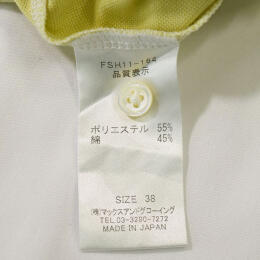 FSH11-194
品質表示
ポリエステル 55%
綿 45%
SIZE 38
(株)マックスアンドグコーイング
TEL.03-3280-7272
MADE IN JAPAN